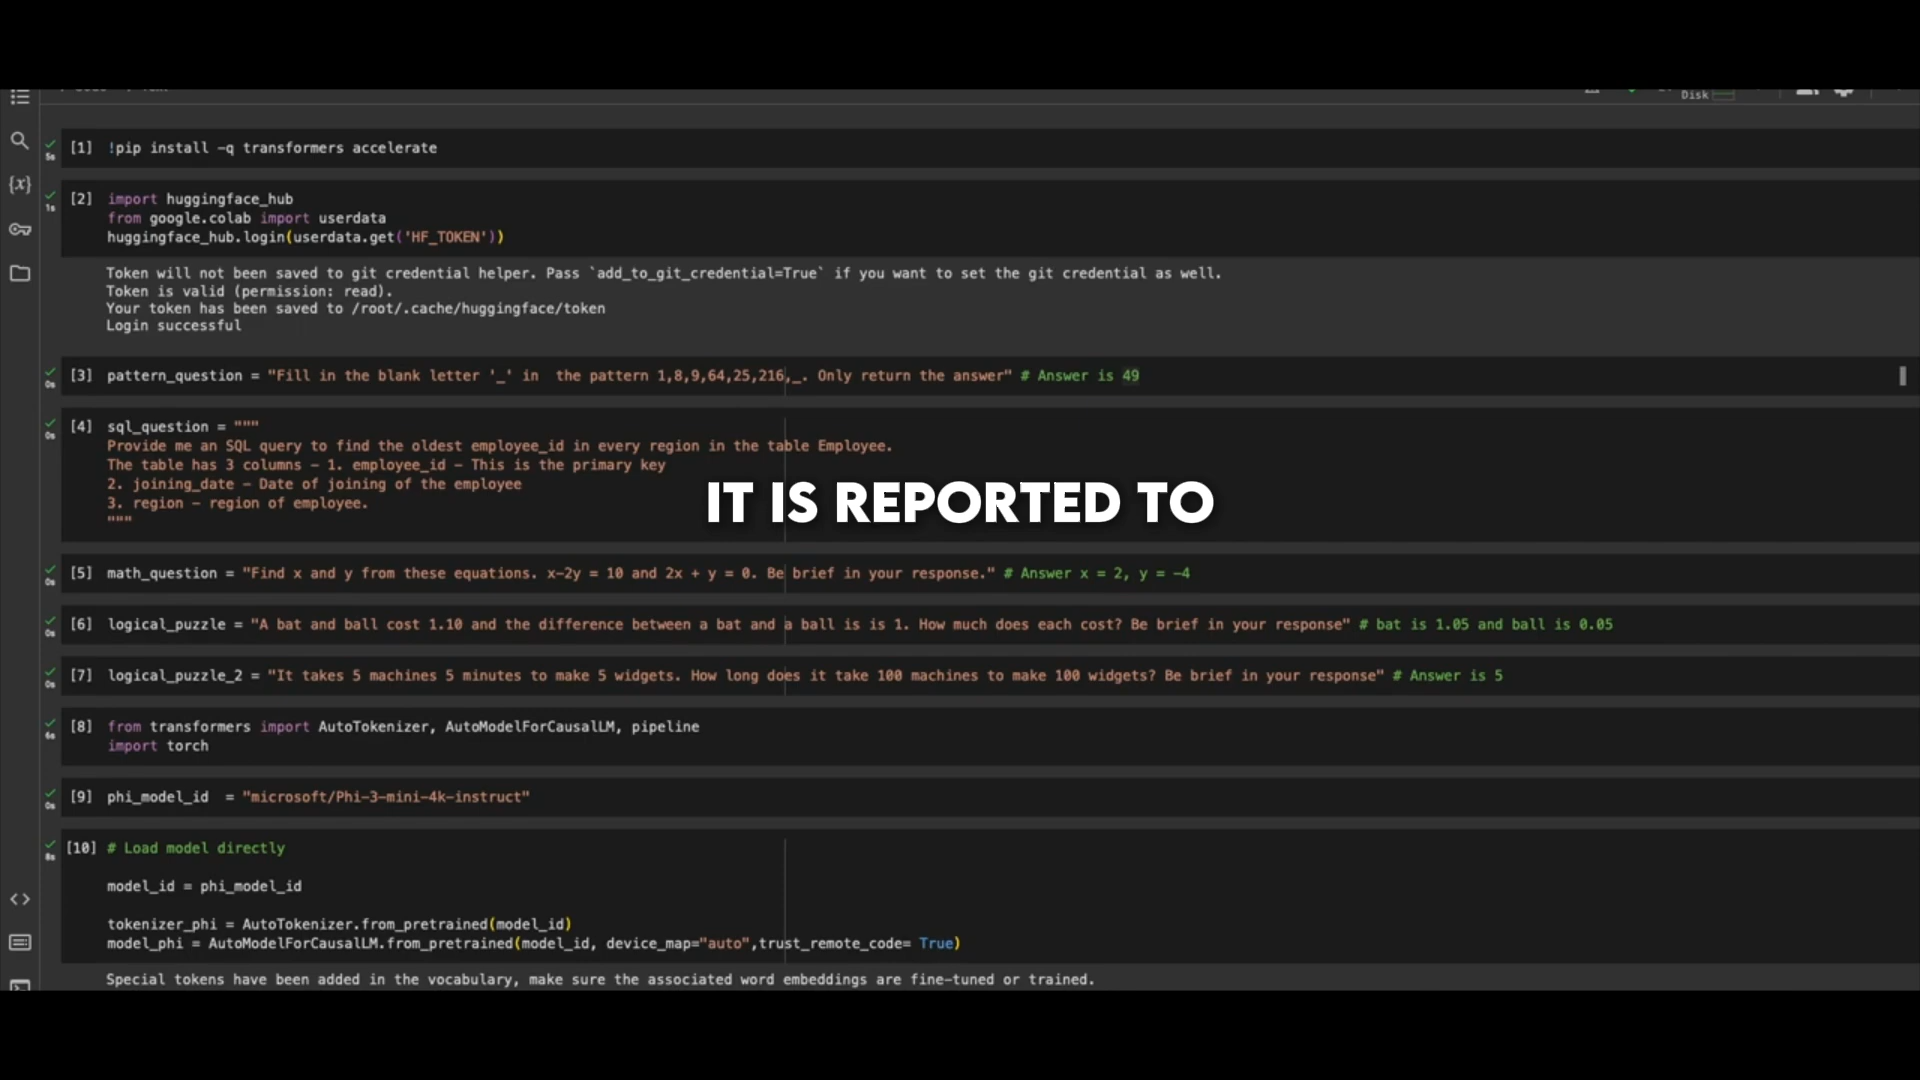 Disk
[1] !pip install -q transformers accelerate
5s
[2] import huggingface_hub
1s
from google.colab import userdata
huggingface_hub.login(userdata.get('HF_TOKEN'))
Token will not been saved to git credential helper. Pass `add_to_git_credential=True` if you want to set the git credential as well.
Token is valid (permission: read).
Your token has been saved to /root/.cache/huggingface/token
Login successful
[3] pattern_question = "Fill in the blank letter '_' in  the pattern 1,8,9,64,25,216,_. Only return the answer" # Answer is 49
0s
[4] sql_question = """
0s
Provide me an SQL query to find the oldest employee_id in every region in the table Employee.
The table has 3 columns - 1. employee_id - This is the primary key
2. joining_date - Date of joining of the employee
3. region - region of employee.
"""
IT IS REPORTED TO
[5] math_question = "Find x and y from these equations. x-2y = 10 and 2x + y = 0. Be brief in your response." # Answer x = 2, y = -4
0s
[6] logical_puzzle = "A bat and ball cost 1.10 and the difference between a bat and a ball is is 1. How much does each cost? Be brief in your response" # bat is 1.05 and ball is 0.05
0s
[7] logical_puzzle_2 = "It takes 5 machines 5 minutes to make 5 widgets. How long does it take 100 machines to make 100 widgets? Be brief in your response" # Answer is 5
0s
[8] from transformers import AutoTokenizer, AutoModelForCausalLM, pipeline
6s
import torch
[9] phi_model_id  = "microsoft/Phi-3-mini-4k-instruct"
0s
[10] # Load model directly
8s
model_id = phi_model_id
tokenizer_phi = AutoTokenizer.from_pretrained(model_id)
model_phi = AutoModelForCausalLM.from_pretrained(model_id, device_map="auto",trust_remote_code= True)
Special tokens have been added in the vocabulary, make sure the associated word embeddings are fine-tuned or trained.